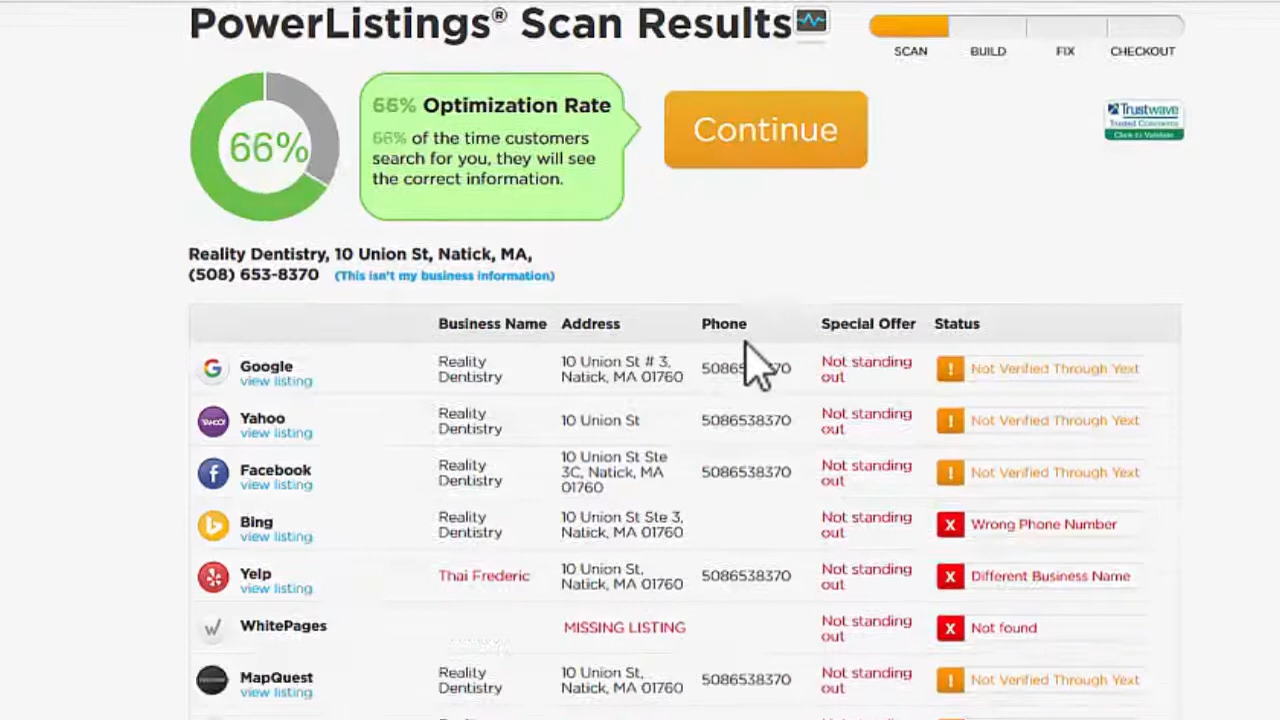 PowerListings® Scan Results
SCAN BUILD FIX CHECKOUT
66%
66% Optimization Rate
66% of the time customers
search for you, they will see
the correct information.
Continue
Trustwave
Trusted Commerce
Click to Validate
Reality Dentistry, 10 Union St, Natick, MA,
(508) 653-8370 (This isn't my business information)
Business Name Address Phone Special Offer Status
Google
view listing
Reality
Dentistry
10 Union St # 3,
Natick, MA 01760
Not standing
out
! Not Verified Through Yext
YAHOO!
Yahoo
view listing
Reality
Dentistry
10 Union St
5086538370
Not standing
out
! Not Verified Through Yext
Facebook
view listing
Reality
Dentistry
10 Union St Ste
3C, Natick, MA
01760
5086538370
Not standing
out
! Not Verified Through Yext
Bing
view listing
Reality
Dentistry
10 Union St Ste 3,
Natick, MA 01760
Not standing
out
X Wrong Phone Number
Yelp
view listing
Thai Frederic
10 Union St,
Natick, MA 01760
5086538370
Not standing
out
X Different Business Name
WhitePages
MISSING LISTING
Not standing
out
X Not found
MapQuest
view listing
Reality
Dentistry
10 Union St,
Natick, MA 01760
5086538370
Not standing
out
! Not Verified Through Yext